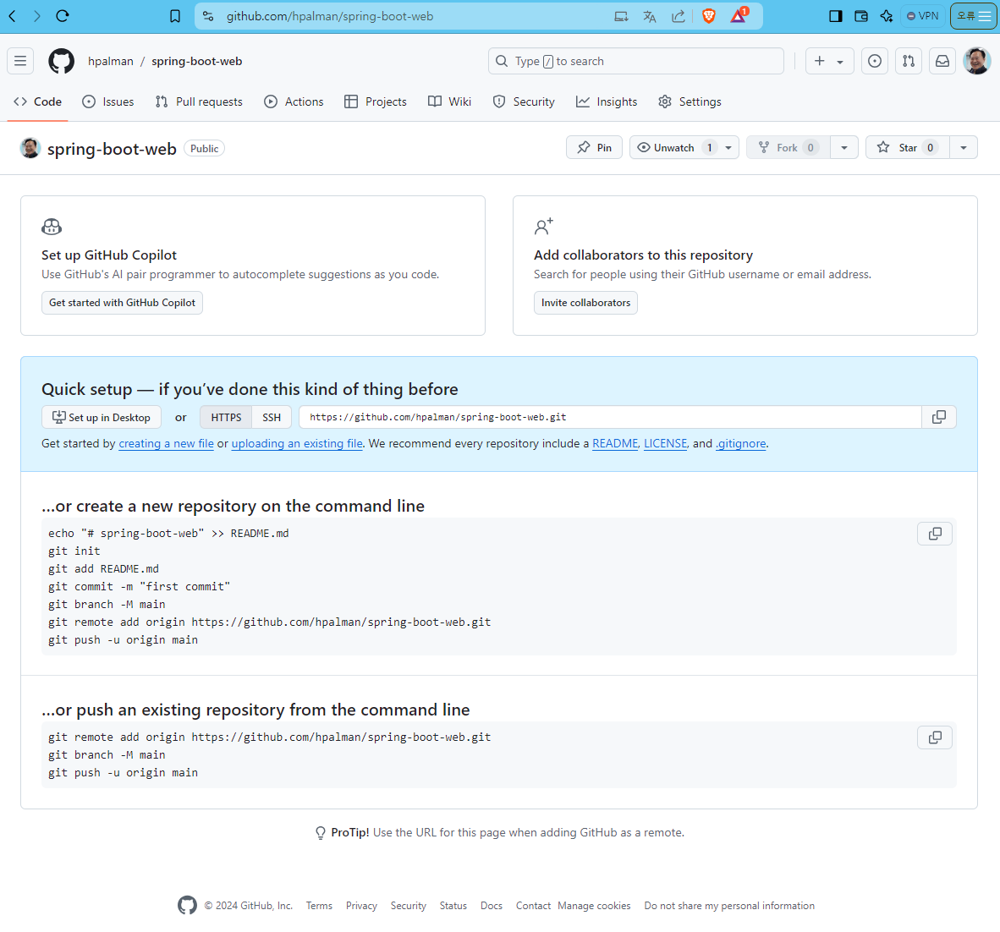 github.com/hpalman/spring-boot-web
1
VPN
오류
hpalman / spring-boot-web
Type / to search
Code
Issues
Pull requests
Actions
Projects
Wiki
Security
Insights
Settings
spring-boot-web
Public
Pin
Unwatch 1
Fork 0
Star 0
Set up GitHub Copilot
Use GitHub's AI pair programmer to autocomplete suggestions as you code.
Get started with GitHub Copilot
Add collaborators to this repository
Search for people using their GitHub username or email address.
Invite collaborators
Quick setup — if you’ve done this kind of thing before
Set up in Desktop or HTTPS SSH https://github.com/hpalman/spring-boot-web.git
Get started by creating a new file or uploading an existing file. We recommend every repository include a README, LICENSE, and .gitignore.
…or create a new repository on the command line
echo "# spring-boot-web" >> README.md
git init
git add README.md
git commit -m "first commit"
git branch -M main
git remote add origin https://github.com/hpalman/spring-boot-web.git
git push -u origin main
…or push an existing repository from the command line
git remote add origin https://github.com/hpalman/spring-boot-web.git
git branch -M main
git push -u origin main
ProTip! Use the URL for this page when adding GitHub as a remote.
© 2024 GitHub, Inc. Terms Privacy Security Status Docs Contact Manage cookies Do not share my personal information